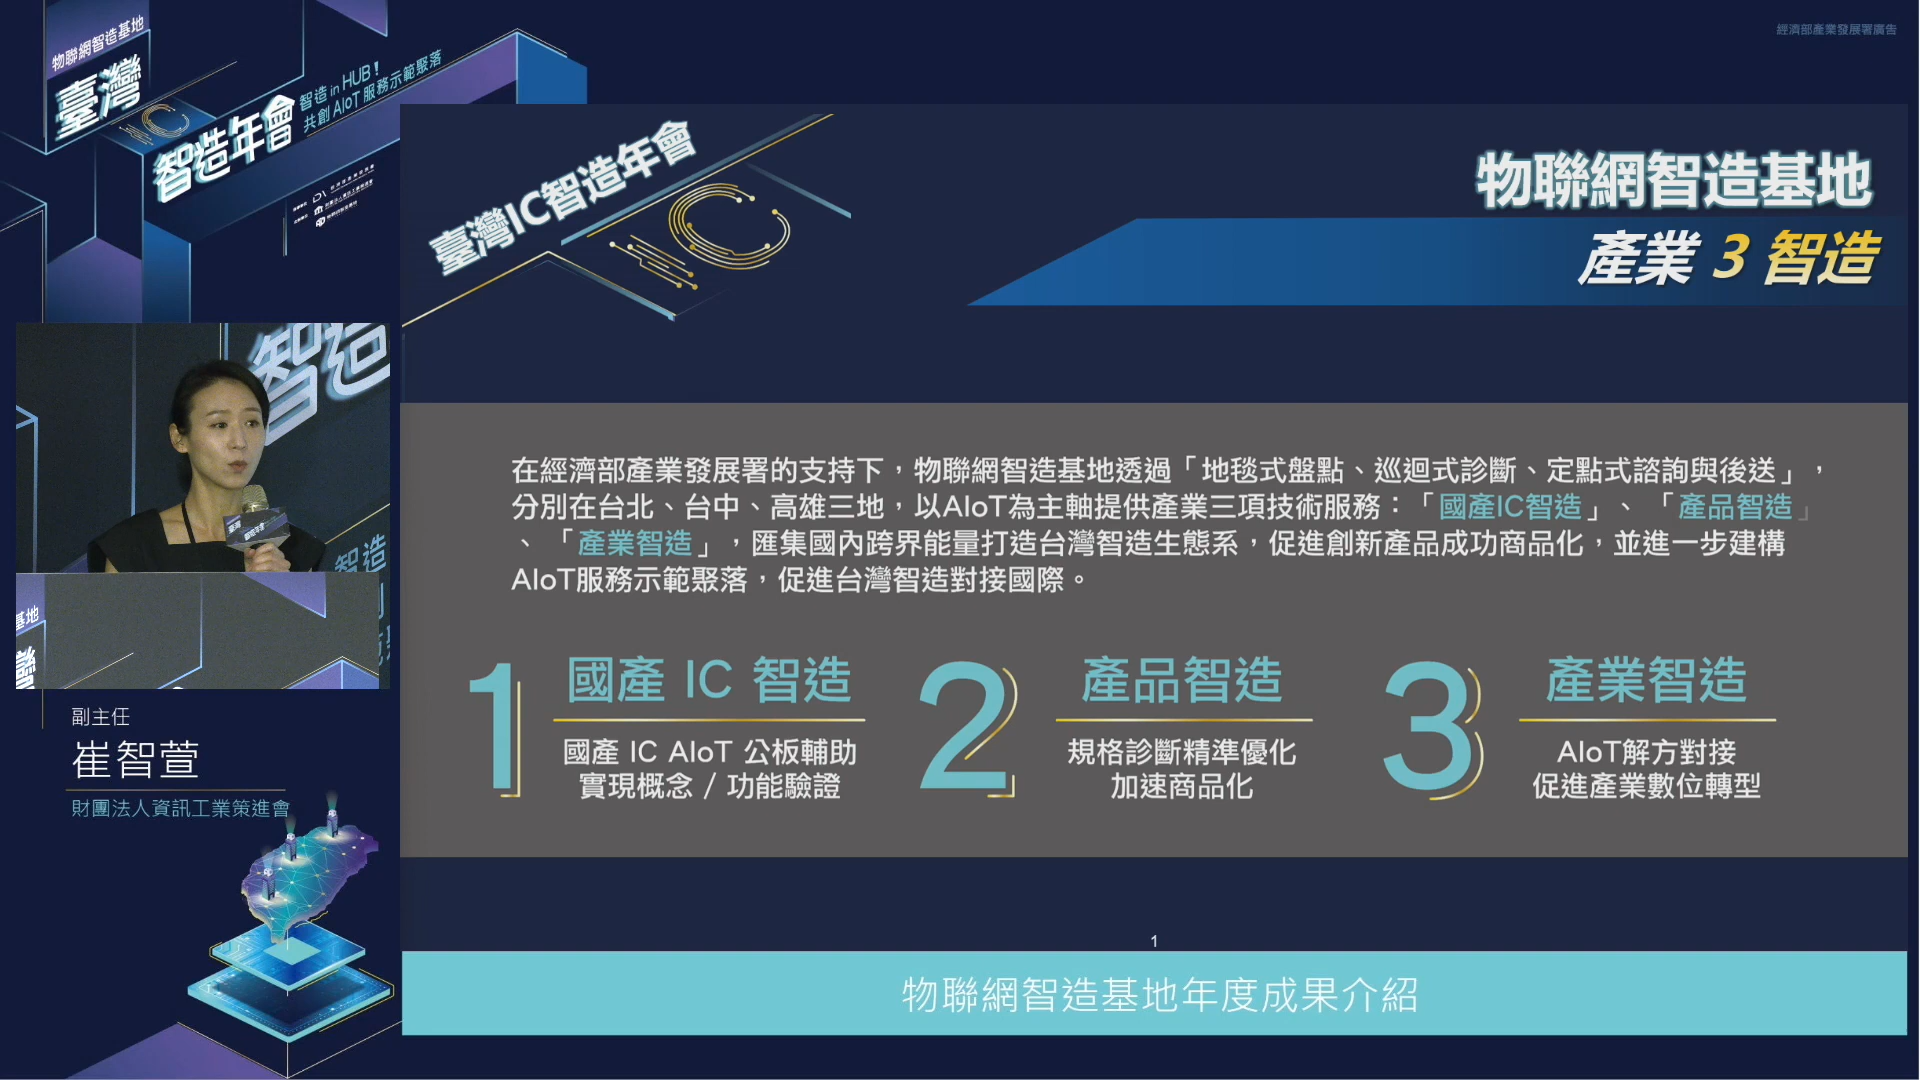 經濟部產業發展署廣告
物聯網智造基地
臺灣
IC
智造年會
智造 in HUB！
共創 AIoT 服務示範聚落
臺灣IC智造年會
IC
物聯網智造基地
產業 3 智造
智造
智造
基地
灣
在經濟部產業發展署的支持下，物聯網智造基地透過「地毯式盤點、巡迴式診斷、定點式諮詢與後送」，
分別在台北、台中、高雄三地，以AIoT為主軸提供產業三項技術服務：「國產IC智造」、「產品智造」
、「產業智造」，匯集國內跨界能量打造台灣智造生態系，促進創新產品成功商品化，並進一步建構
AIoT服務示範聚落，促進台灣智造對接國際。
1
國產 IC 智造
國產 IC AIoT 公板輔助
實現概念 / 功能驗證
2
產品智造
規格診斷精準優化
加速商品化
3
產業智造
AIoT解方對接
促進產業數位轉型
副主任
崔智萱
財團法人資訊工業策進會
1
物聯網智造基地年度成果介紹